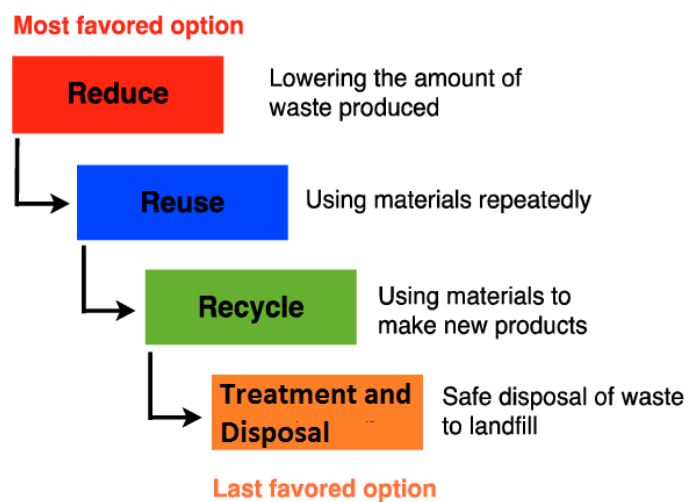 Most favored option
Reduce
Lowering the amount of
waste produced
Reuse
Using materials repeatedly
Recycle
Using materials to
make new products
Treatment and
Disposal
Safe disposal of waste
to landfill
Last favored option